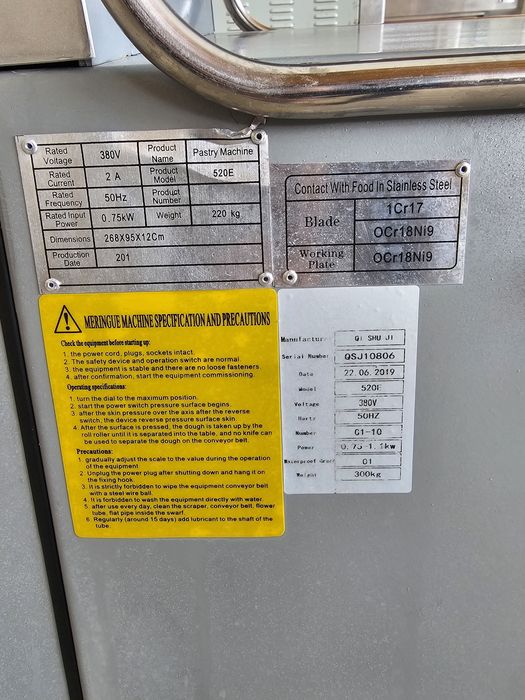 Rated Voltage 380V Product Name Pastry Machine
Rated Current 2 A Product Model 520E
Rated Frequency 50Hz Product Number
Rated Input Power 0.75kW Weight 220 kg
Dimensions 268X95X12Cm
Production Date 201
Contact With Food In Stainless Steel
Blade 1Cr17
OCr18Ni9
Working Plate OCr18Ni9
MERINGUE MACHINE SPECIFICATION AND PRECAUTIONS
Check the equipment before starting up:
1. the power cord, plugs, sockets intact.
2. The safety device and operation switch are normal.
3. the equipment is stable and there are no loose fasteners.
4. after confirmation, start the equipment commissioning.
Operating specifications:
1. turn the dial to the maximum position.
2. start the power switch pressure surface begins.
3. after the skin pressure over the axis after the reverse
switch, the device reverse pressure surface skin.
4. After the surface is pressed, the dough is taken up by the
roll roller until it is separated into the table, and no knife can
be used to separate the dough on the conveyor belt.
Precautions:
1. gradually adjust the scale to the value during the operation
of the equipment.
2. Unplug the power plug after shutting down and hang it on
the fixing hook.
3. It is strictly forbidden to wipe the equipment conveyor belt
with a steel wire ball.
4. It is forbidden to wash the equipment directly with water.
5. after use every day, clean the scraper, conveyor belt, flower
tube, flat pipe inside the swarf.
6. Regularly (around 15 days) add lubricant to the shaft of the
tube.
Manufactur QI SHU JI
Serial Number QSJ10806
Date 22.06.2019
Model 520E
Voltage 380V
Hartz 50HZ
Number G1-10
Power 0.75-1.1kw
Waterproof Grad G1
Weight 300kg